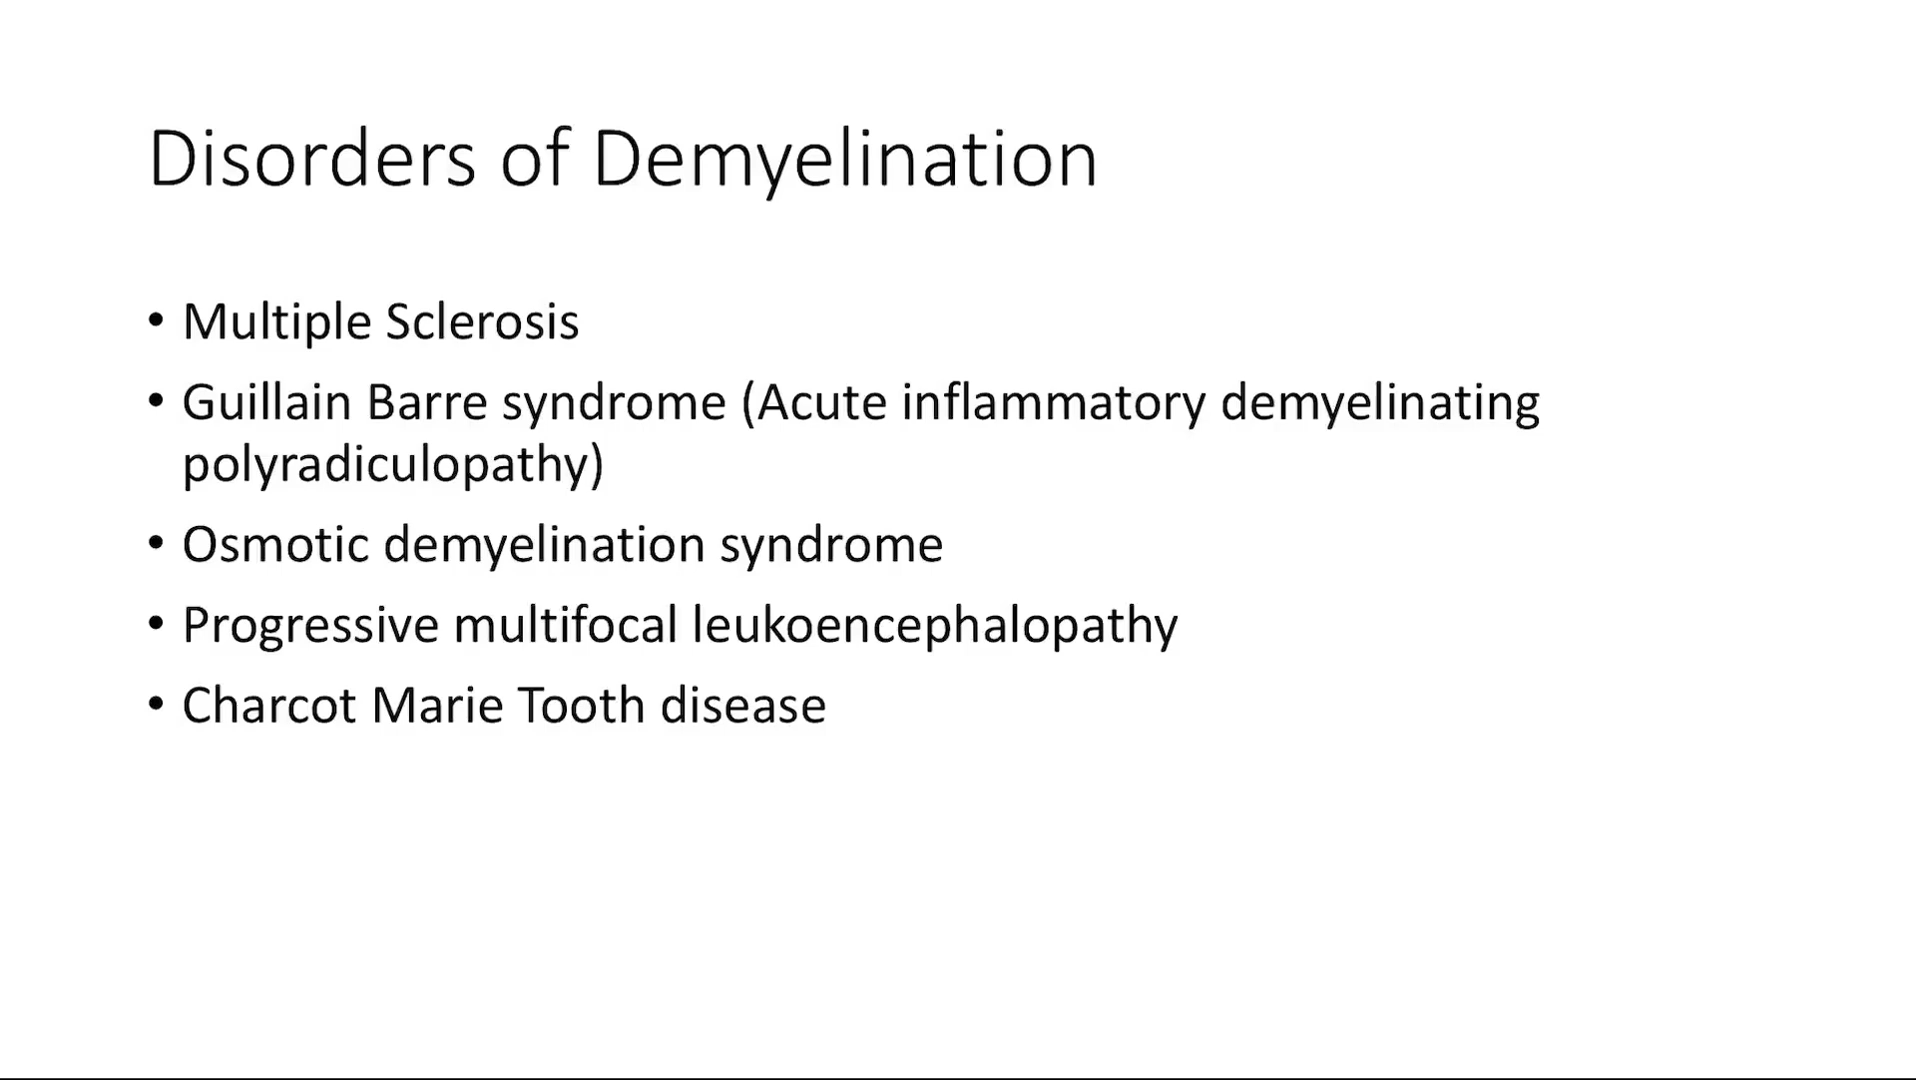 Disorders of Demyelination
• Multiple Sclerosis
• Guillain Barre syndrome (Acute inflammatory demyelinating
polyradiculopathy)
• Osmotic demyelination syndrome
• Progressive multifocal leukoencephalopathy
• Charcot Marie Tooth disease